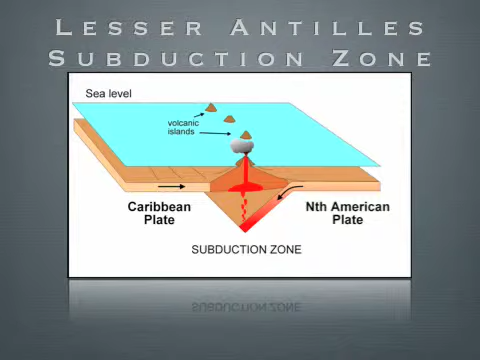 LESSER ANTILLES
SUBDUCTION ZONE
Sea level
volcanic
islands
Caribbean
Plate
Nth American
Plate
SUBDUCTION ZONE